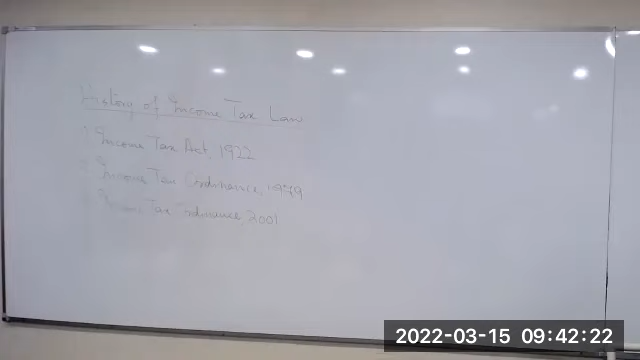 History of Income Tax Law
Income Tax Act, 1922
Income Tax Ordinance, 1979
Income Tax Ordinance, 2001
2022-03-15 09:42:22